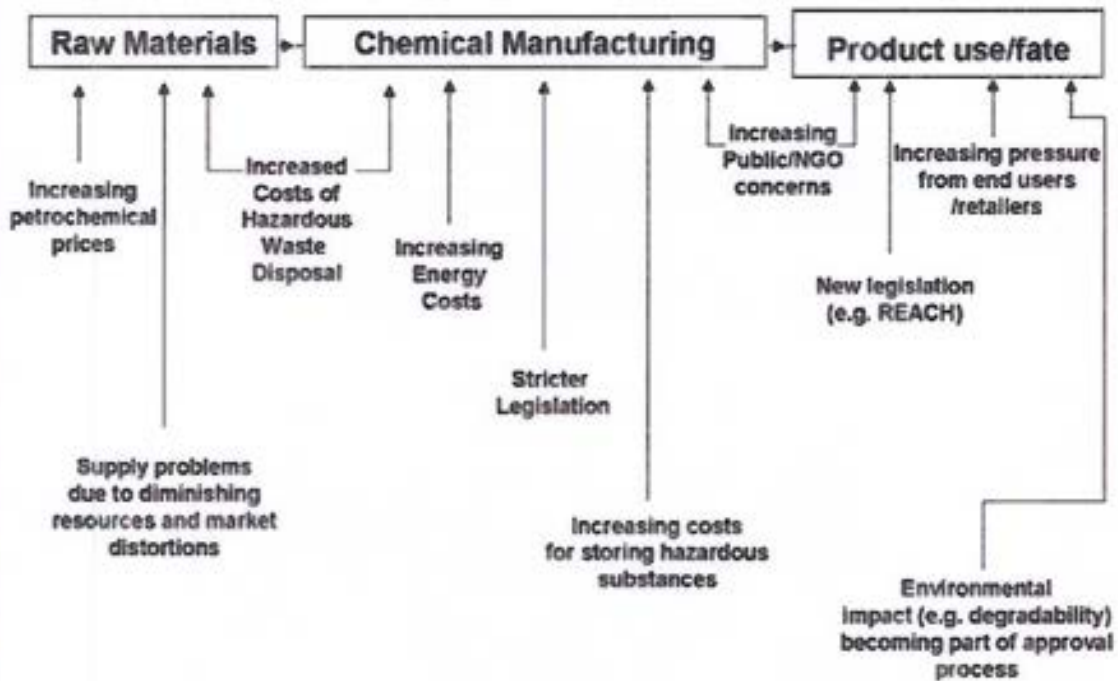 Raw Materials
Chemical Manufacturing
Product use/fate
Increasing
petrochemical
prices
Increased
Costs of
Hazardous
Waste
Disposal
Increasing
Energy
Costs
Increasing
Public/NGO
concerns
Increasing pressure
from end users
/retailers
New legislation
(e.g. REACH)
Stricter
Legislation
Supply problems
due to diminishing
resources and market
distortions
Increasing costs
for storing hazardous
substances
Environmental
impact (e.g. degradability)
becoming part of approval
process